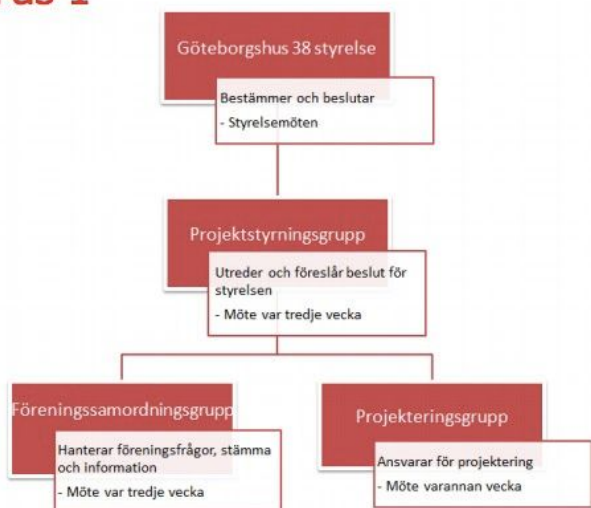 Göteborgshus 38 styrelse
Bestämmer och beslutar
- Styrelsemöten
Projektstyrningsgrupp
Utreder och föreslår beslut för
styrelsen
- Möte var tredje vecka
Föreningssamordningsgrupp
Hanterar föreningsfrågor, stämma
och information
- Möte var tredje vecka
Projekteringsgrupp
Ansvarar för projektering
- Möte varannan vecka